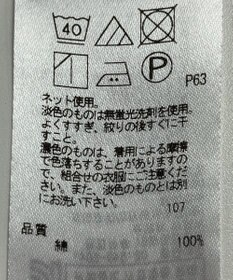 40
P
P63
ネット使用。
淡色のものは無蛍光洗剤を使用。
よくすすぎ、絞りの後すぐに干
すこと。
濃色のものは、着用による摩擦
で色落ちすることがありますの
で、組合せの衣服にご注意くだ
さい。また、淡色のものとは別
にお洗い下さい。
107
品質
綿 100%